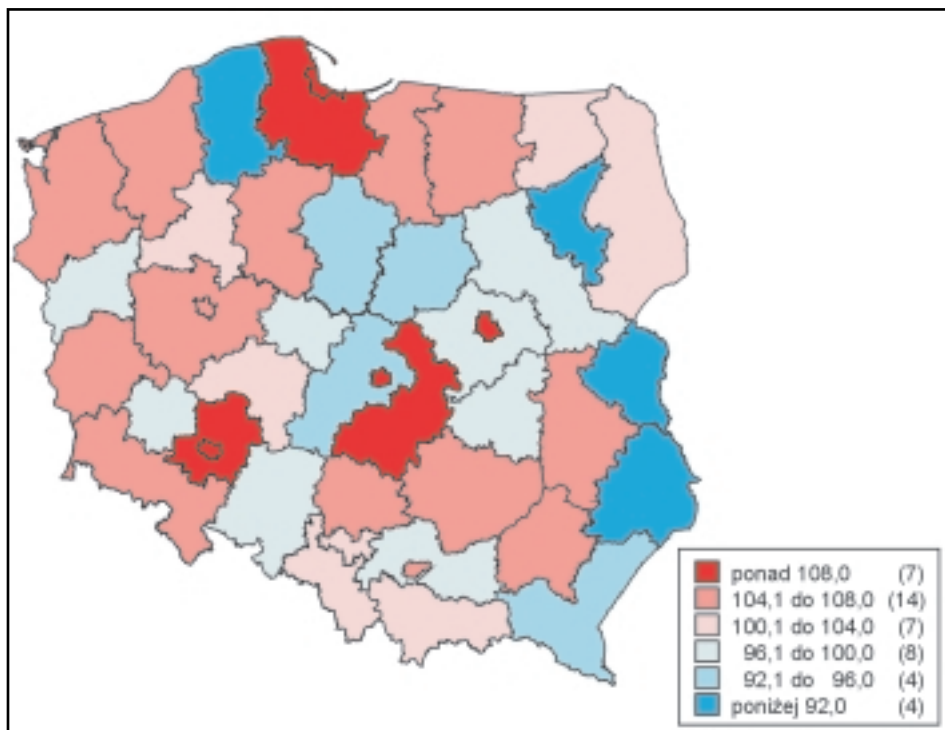 ponad 108,0 (7)
104,1 do 108,0 (14)
100,1 do 104,0 (7)
96,1 do 100,0 (8)
92,1 do 96,0 (4)
poniżej 92,0 (4)